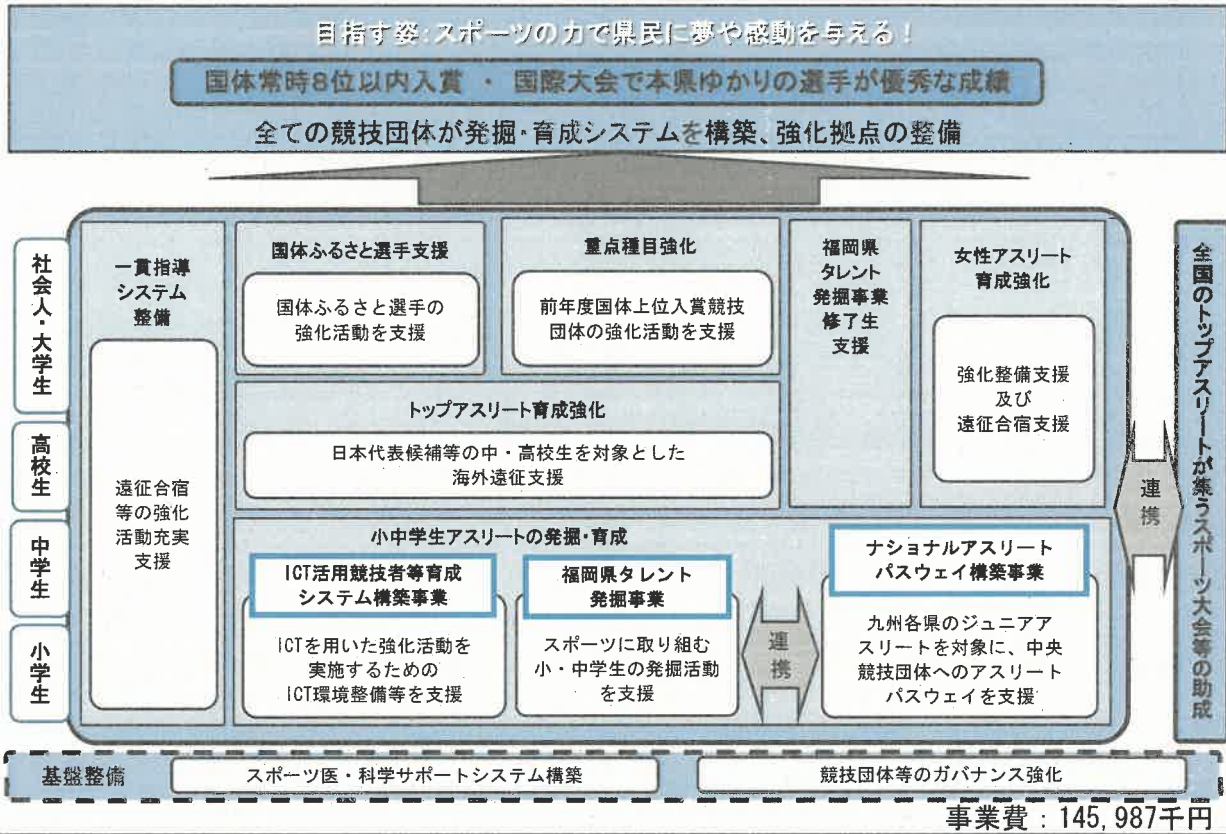 目指す姿:スポーツの力で県民に夢や感動を与える!
国体常時8位以内入賞 ・ 国際大会で本県ゆかりの選手が優秀な成績
全ての競技団体が発掘・育成システムを構築、強化拠点の整備
社会人・大学生
高校生
中学生
小学生
一貫指導
システム
整備
遠征合宿
等の強化
活動充実
支援
国体ふるさと選手支援
国体ふるさと選手の
強化活動を支援
重点種目強化
前年度国体上位入賞競技
団体の強化活動を支援
福岡県
タレント
発掘事業
修了生
支援
女性アスリート
育成強化
強化整備支援
及び
遠征合宿支援
トップアスリート育成強化
日本代表候補等の中・高校生を対象とした
海外遠征支援
小中学生アスリートの発掘・育成
ICT活用競技者等育成
システム構築事業
ICTを用いた強化活動を
実施するための
ICT環境整備等を支援
福岡県タレント
発掘事業
スポーツに取り組む
小・中学生の発掘活動
を支援
連
携
ナショナルアスリート
パスウェイ構築事業
九州各県のジュニアア
スリートを対象に、中央
競技団体へのアスリート
パスウェイを支援
連
携
全国のトップアスリートが集うスポーツ大会等の助成
基盤整備
スポーツ医・科学サポートシステム構築
競技団体等のガバナンス強化
事業費:145,987千円